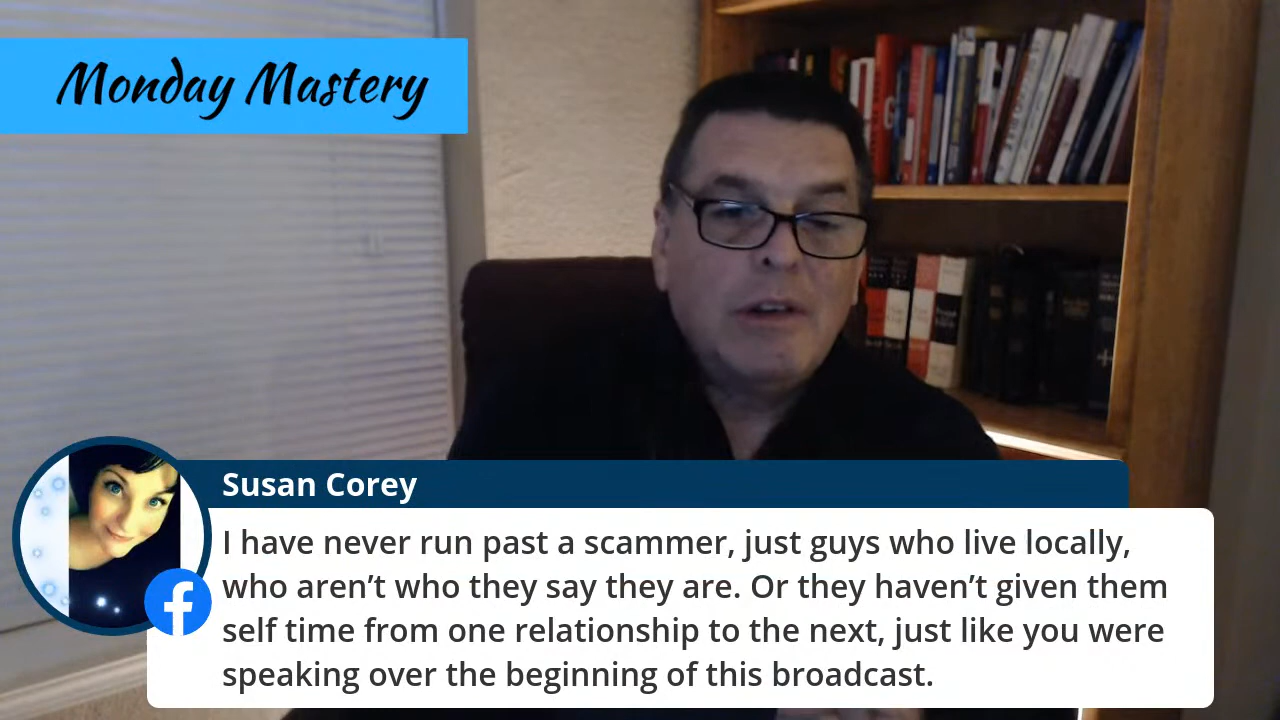 Monday Mastery
Susan Corey
I have never run past a scammer, just guys who live locally,
who aren’t who they say they are. Or they haven’t given them
self time from one relationship to the next, just like you were
speaking over the beginning of this broadcast.